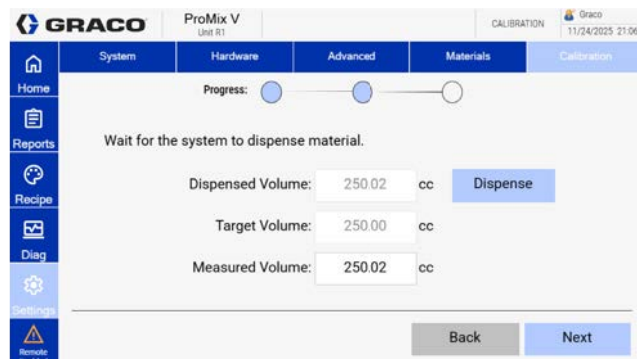 GRACO
ProMix V
Unit R1
CALIBRATION
Graco
11/24/2025 21:06
System
Hardware
Advanced
Materials
Calibration
Home
Reports
Recipe
Diag
Settings
Remote
Progress:
Wait for the system to dispense material.
Dispensed Volume: 250.02 cc Dispense
Target Volume: 250.00 cc
Measured Volume: 250.02 cc
Back
Next